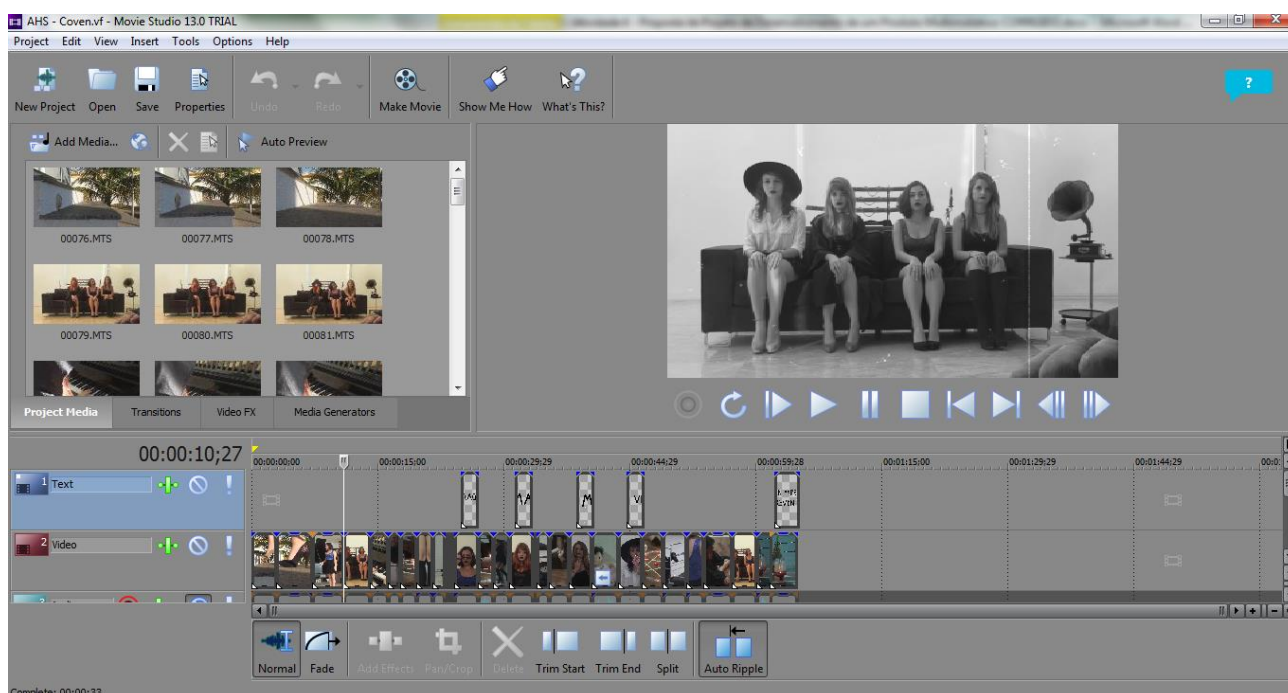 AHS - Coven.vf - Movie Studio 13.0 TRIAL
Project Edit View Insert Tools Options Help
New Project Open Save Properties Undo Redo Make Movie Show Me How What's This?
?
Add Media... Auto Preview
00076.MTS 00077.MTS 00078.MTS
00079.MTS 00080.MTS 00081.MTS
Project Media Transitions Video FX Media Generators
00:00:10;27
00:00:00;00 00:00:15;00 00:00:29;29 00:00:44;29 00:00:59;28 00:01:15;00 00:01:29;29 00:01:44;29 00:0
1 Text
2 Video
Normal Fade Add Effects Pan/Crop Delete Trim Start Trim End Split Auto Ripple
Complete: 00:00:33